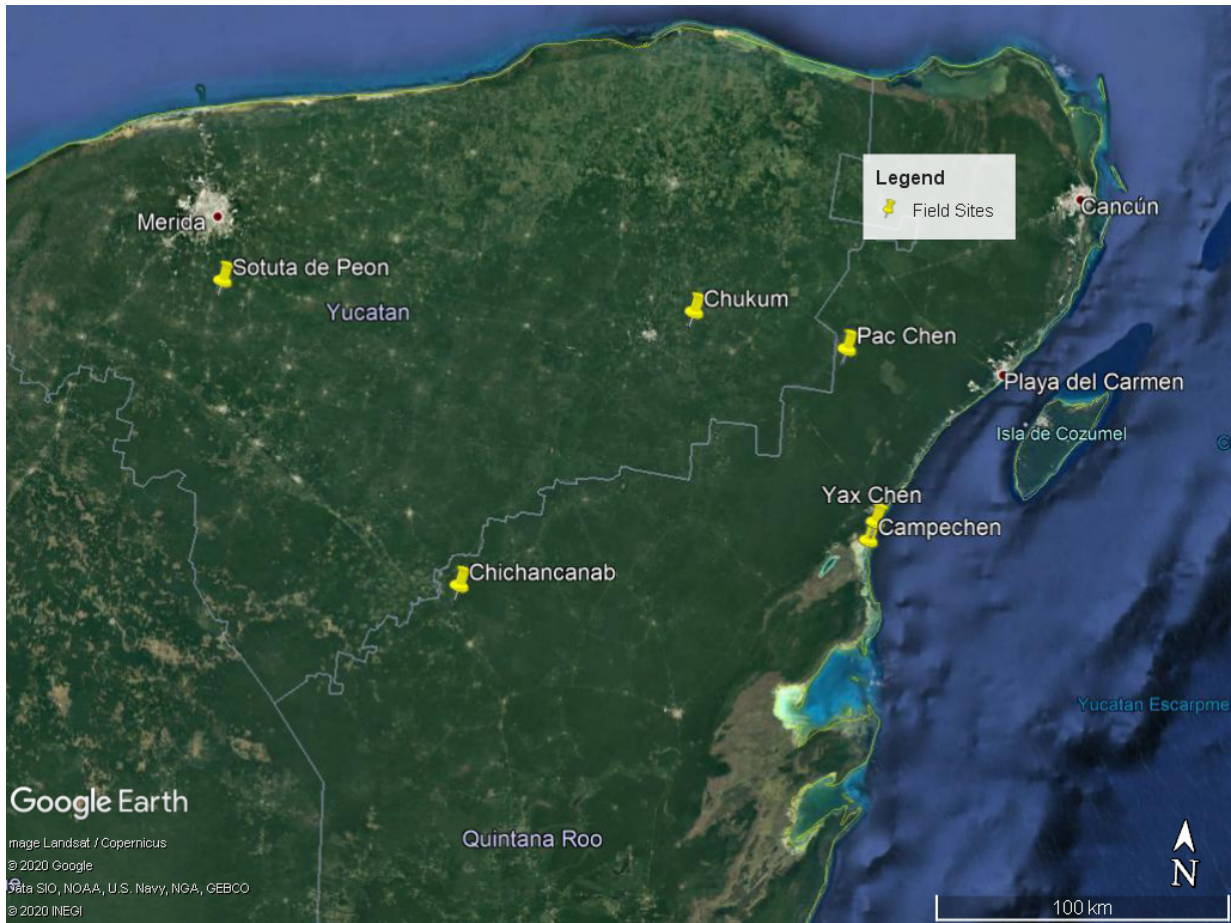 Legend
Field Sites
Merida
Cancún
Sotuta de Peon
Yucatan
Chukum
Pac Chen
Playa del Carmen
Isla de Cozumel
Yax Chen
Campechen
Chichancanab
Yucatan Escarpme
Google Earth
Quintana Roo
mage Landsat / Copernicus
© 2020 Google
Data SIO, NOAA, U.S. Navy, NGA, GEBCO
© 2020 INEGI
N
100 km